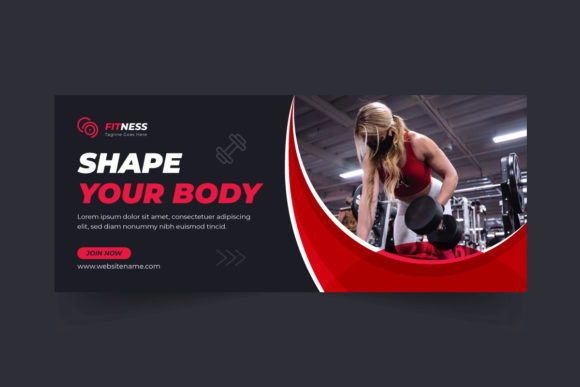 FITNESS
Tagline Goes Here
SHAPE
YOUR BODY
Lorem ipsum dolor sit amet, consectetuer adipiscing
elit, sed diam nonummy nibh euismod tincid.
JOIN NOW
www.websitename.com